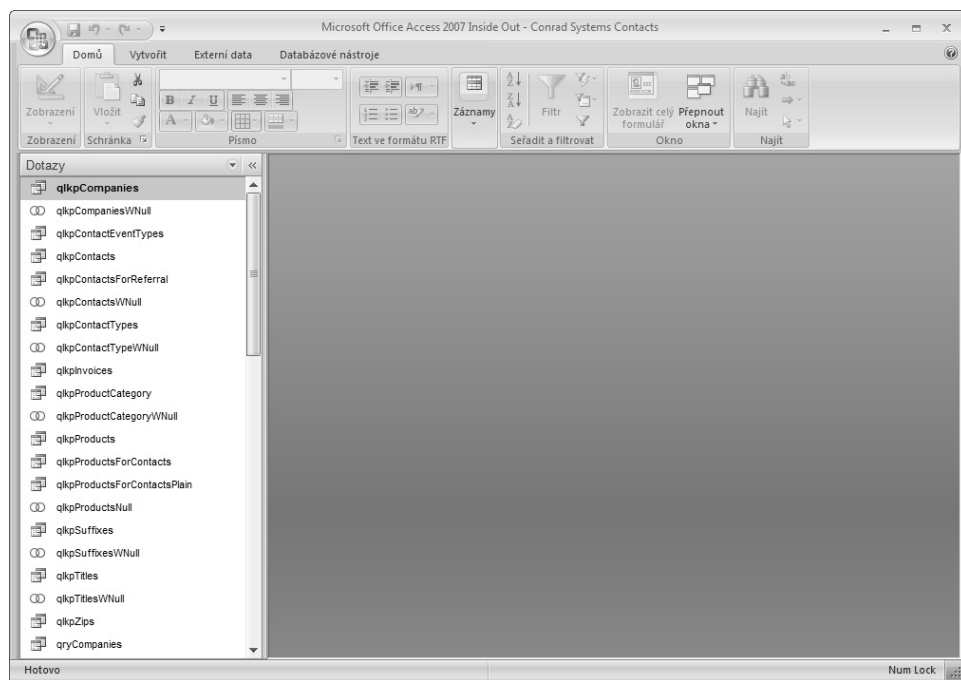 Microsoft Office Access 2007 Inside Out - Conrad Systems Contacts
Domů Vytvořit Externí data Databázové nástroje
Zobrazení Vložit B I U A Záznamy Filtr Zobrazit celý formulář Přepnout okna Najít
Zobrazení Schránka Písmo Text ve formátu RTF Seřadit a filtrovat Okno Najít
Dotazy
qlkpCompanies
qlkpCompaniesWNull
qlkpContactEventTypes
qlkpContacts
qlkpContactsForReferral
qlkpContactsWNull
qlkpContactTypes
qlkpContactTypeWNull
qlkpInvoices
qlkpProductCategory
qlkpProductCategoryWNull
qlkpProducts
qlkpProductsForContacts
qlkpProductsForContactsPlain
qlkpProductsNull
qlkpSuffixes
qlkpSuffixesWNull
qlkpTitles
qlkpTitlesWNull
qlkpZips
qryCompanies
Hotovo Num Lock